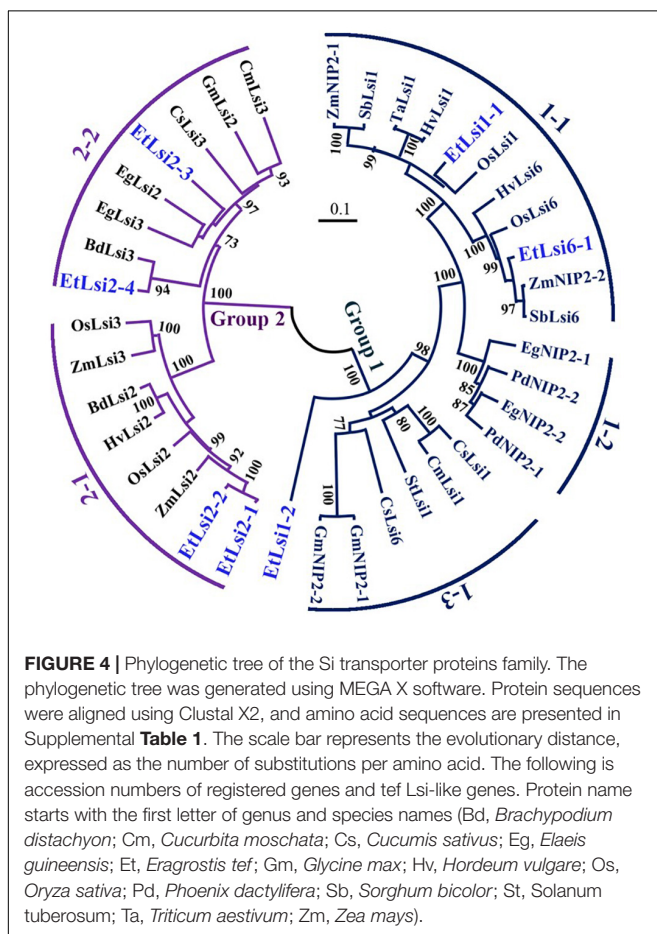 2-2
CmLsi3
GmLsi2
CsLsi3
EtLsi2-3
EgLsi2
EgLsi3
BdLsi3
EtLsi2-4
93
97
73
94
100
Group 2
2-1
OsLsi3
ZmLsi3
BdLsi2
HvLsi2
OsLsi2
ZmLsi2
EtLsi2-2
EtLsi2-1
100
100
100
99
92
100
0.1
Group 1
100
1-1
ZmNIP2-1
SbLsi1
TaLsi1
HvLsi1
EtLsi1-1
OsLsi1
HvLsi6
OsLsi6
EtLsi6-1
ZmNIP2-2
SbLsi6
100
99
100
100
100
99
97
100
1-2
EgNIP2-1
PdNIP2-2
EgNIP2-2
PdNIP2-1
100
85
87
98
1-3
CsLsi1
CmLsi1
StLsi1
CsLsi6
GmNIP2-1
GmNIP2-2
EtLsi1-2
100
80
77
100
FIGURE 4 | Phylogenetic tree of the Si transporter proteins family. The
phylogenetic tree was generated using MEGA X software. Protein sequences
were aligned using Clustal X2, and amino acid sequences are presented in
Supplemental Table 1. The scale bar represents the evolutionary distance,
expressed as the number of substitutions per amino acid. The following is
accession numbers of registered genes and tef Lsi-like genes. Protein name
starts with the first letter of genus and species names (Bd, Brachypodium
distachyon; Cm, Cucurbita moschata; Cs, Cucumis sativus; Eg, Elaeis
guineensis; Et, Eragrostis tef; Gm, Glycine max; Hv, Hordeum vulgare; Os,
Oryza sativa; Pd, Phoenix dactylifera; Sb, Sorghum bicolor; St, Solanum
tuberosum; Ta, Triticum aestivum; Zm, Zea mays).